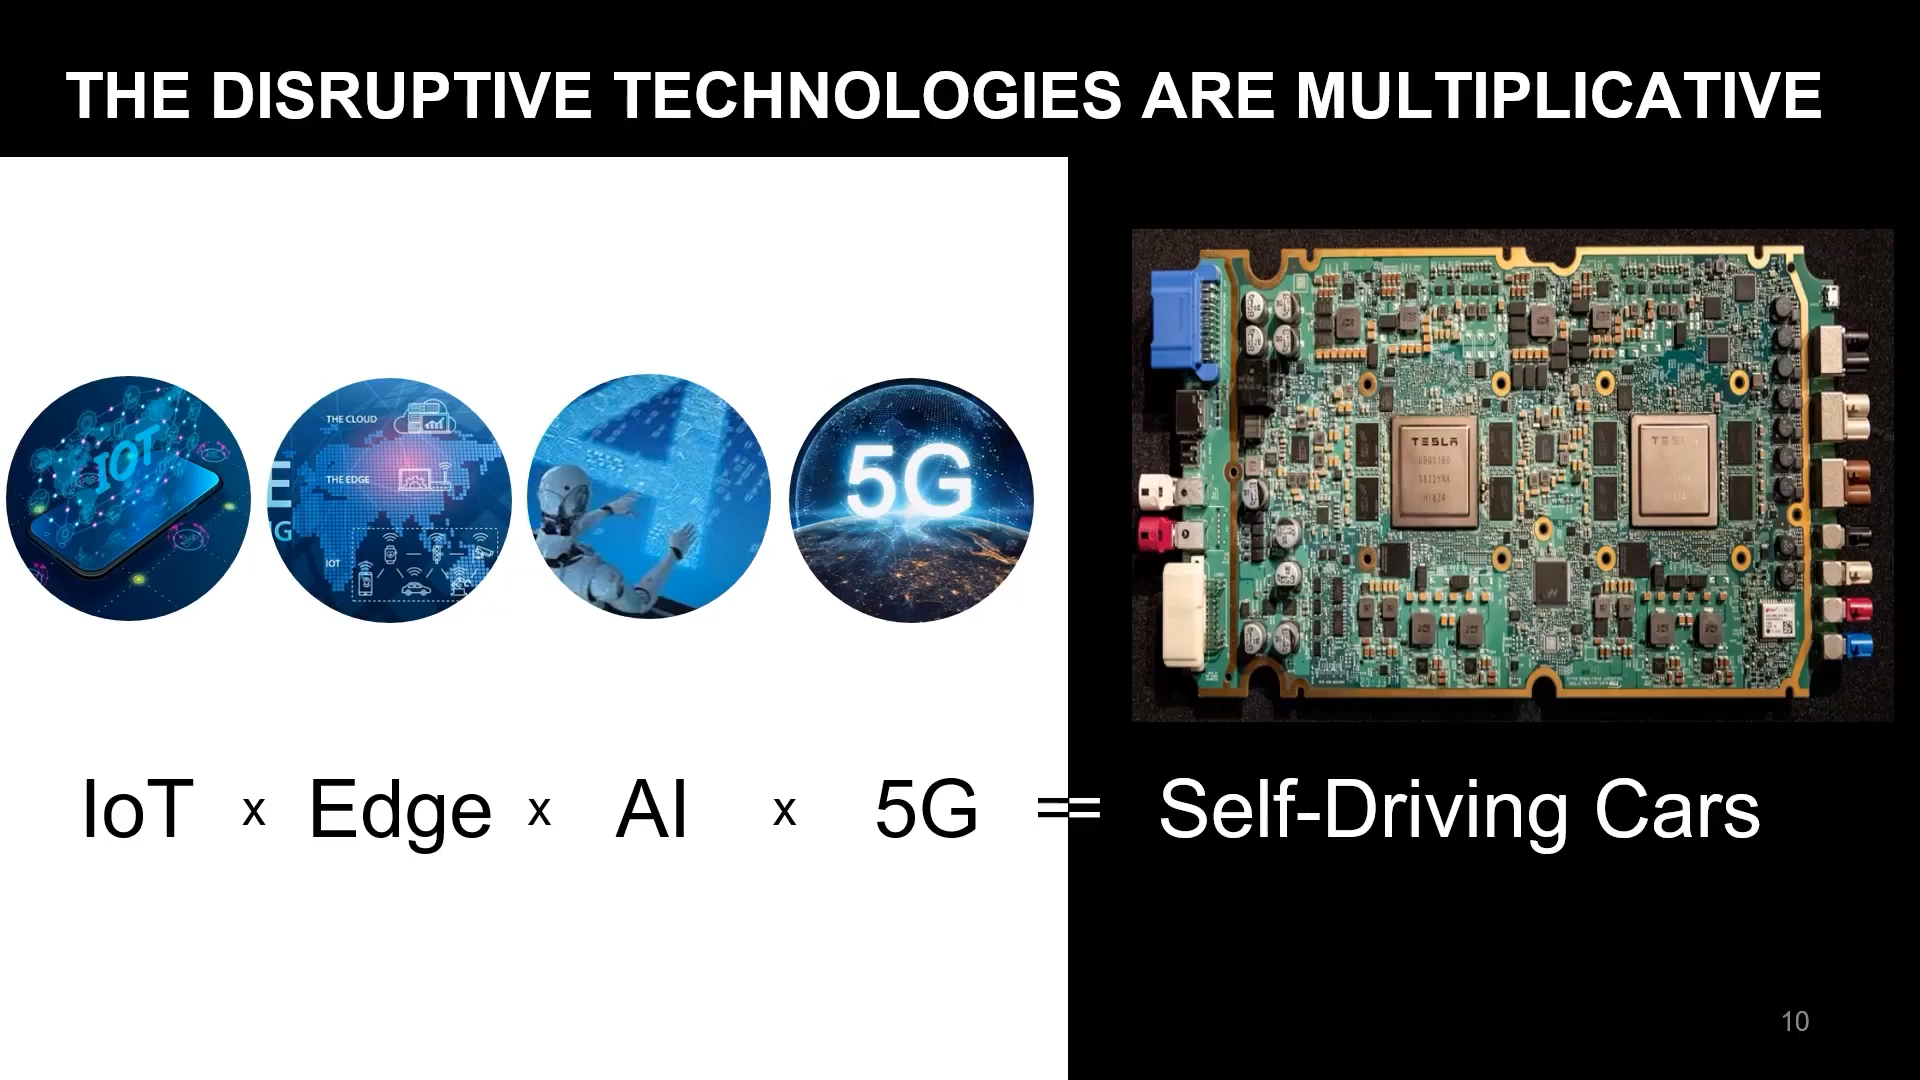 THE DISRUPTIVE TECHNOLOGIES ARE MULTIPLICATIVE
IOT
THE CLOUD
E
THE EDGE
G
IOT
5G
TESLA
TESLA
IoT x Edge x AI x 5G == Self-Driving Cars
10